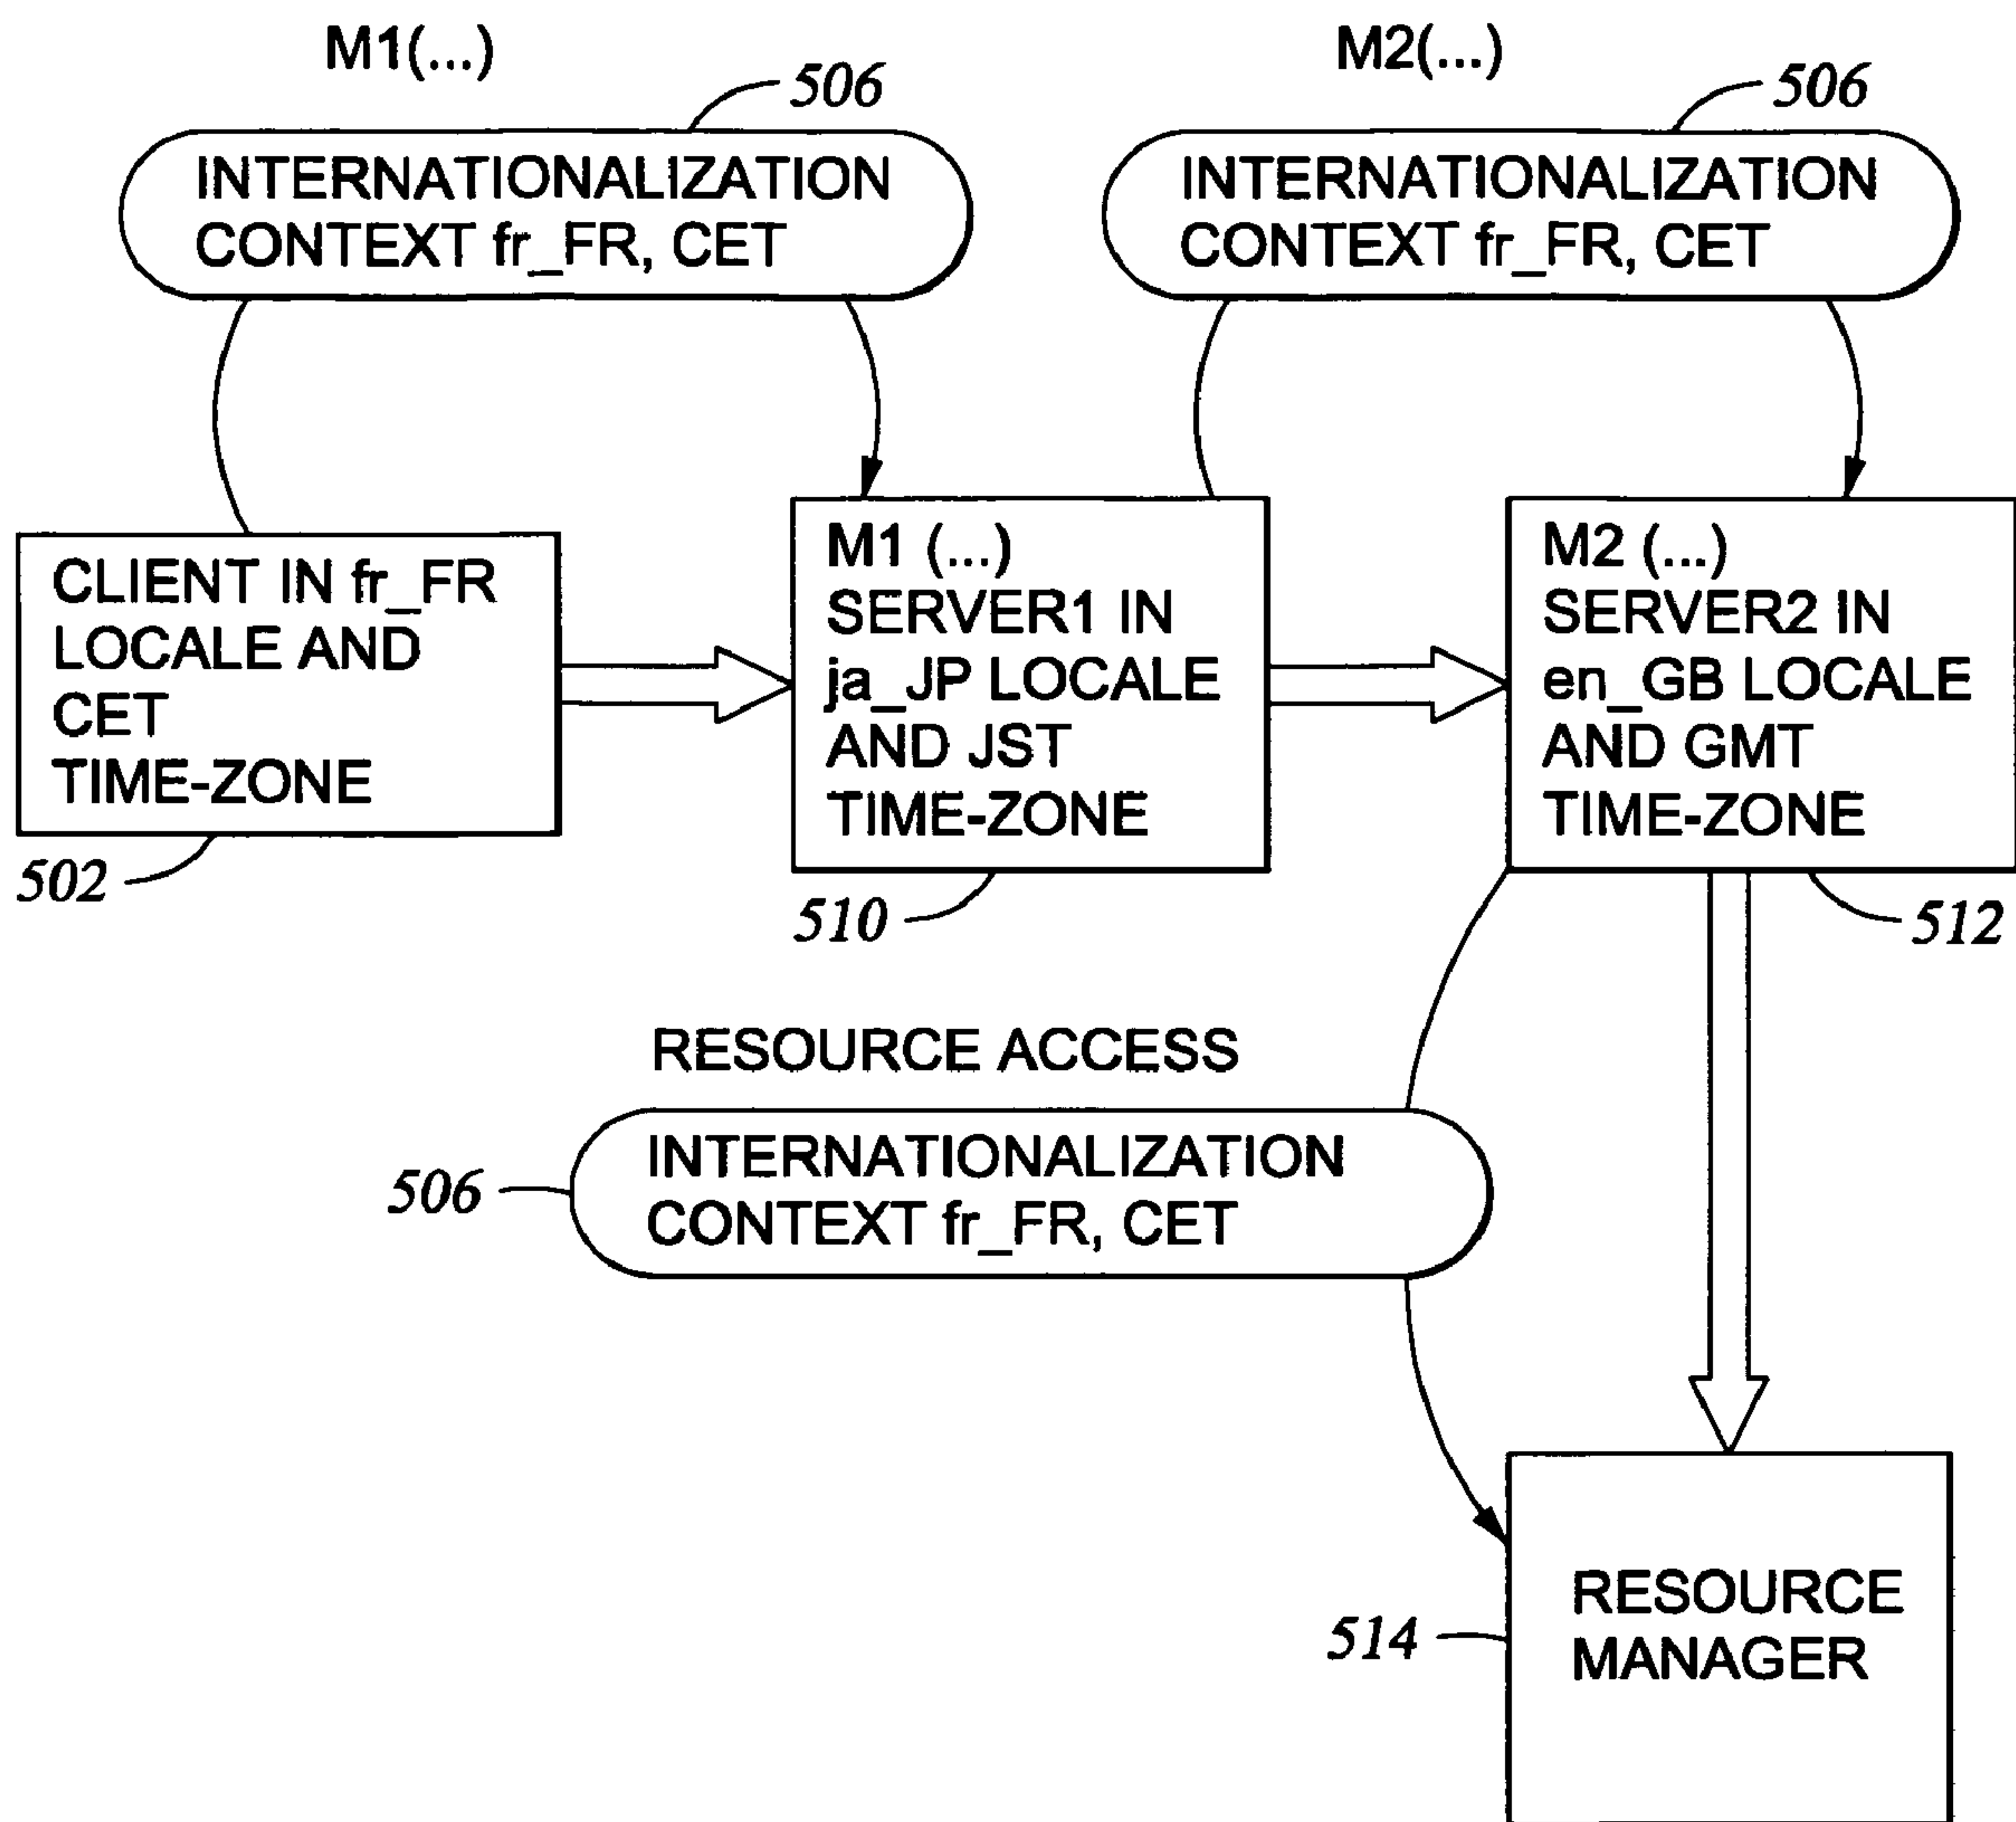 M1(...)
506
INTERNATIONALIZATION
CONTEXT fr_FR, CET
M2(...)
506
INTERNATIONALIZATION
CONTEXT fr_FR, CET
CLIENT IN fr_FR
LOCALE AND
CET
TIME-ZONE
502
M1 (...)
SERVER1 IN
ja_JP LOCALE
AND JST
TIME-ZONE
510
M2 (...)
SERVER2 IN
en_GB LOCALE
AND GMT
TIME-ZONE
512
RESOURCE ACCESS
506
INTERNATIONALIZATION
CONTEXT fr_FR, CET
514
RESOURCE
MANAGER